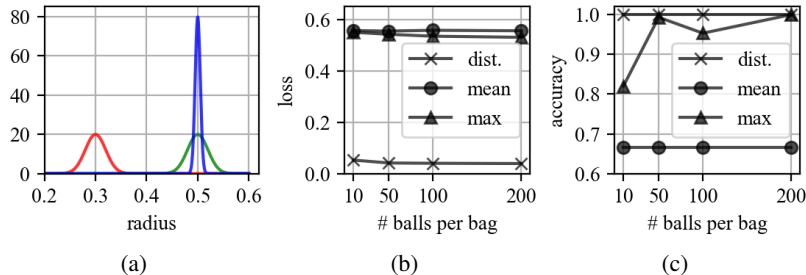 80
60
40
20
0
0.2 0.3 0.4 0.5 0.6
radius
(a)
loss
0.6
0.4
0.2
0.0
10 50 100 200
# balls per bag
dist.
mean
max
(b)
accuracy
1.0
0.9
0.8
0.7
0.6
10 50 100 200
# balls per bag
dist.
mean
max
(c)